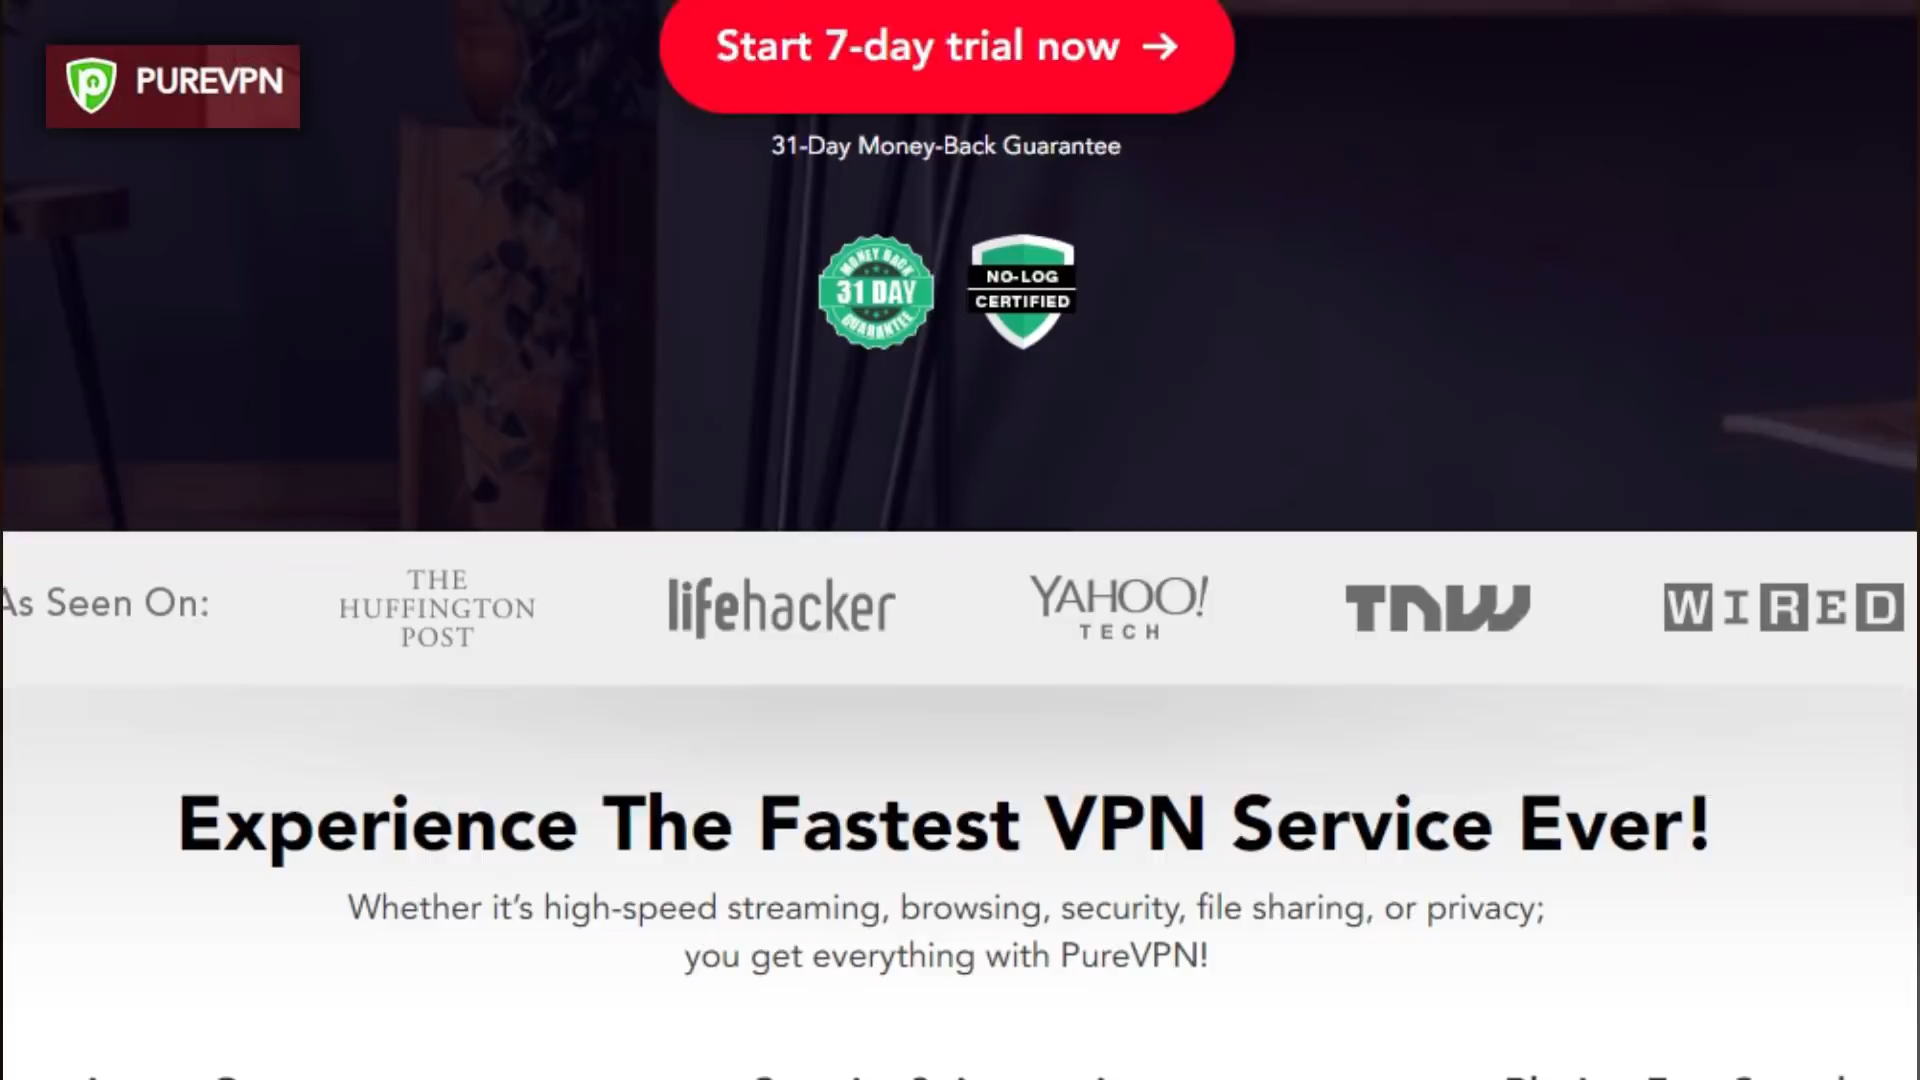 Start 7-day trial now →
PUREVPN
31-Day Money-Back Guarantee
MONEY BACK
31 DAY
GUARANTEE
NO-LOG
CERTIFIED
As Seen On:
THE
HUFFINGTON
POST
lifehacker
YAHOO!
TECH
TNW
WIRED
Experience The Fastest VPN Service Ever!
Whether it's high-speed streaming, browsing, security, file sharing, or privacy;
you get everything with PureVPN!